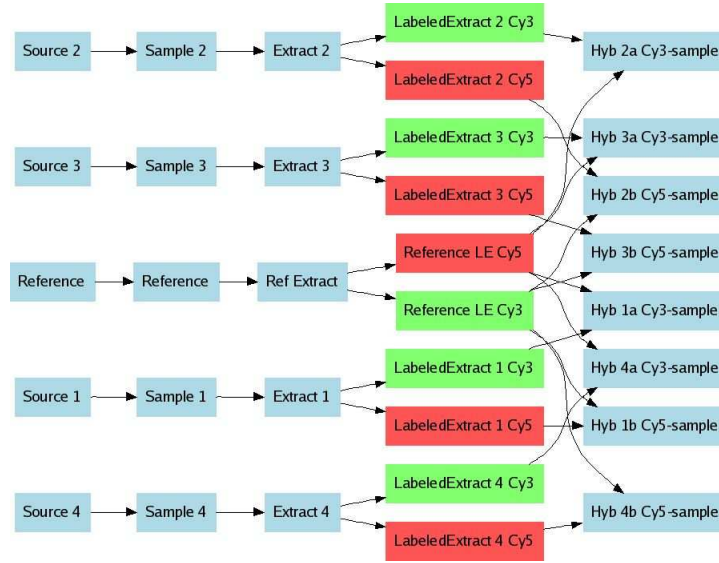 LabeledExtract 2 Cy3
Source 2
Sample 2
Extract 2
Hyb 2a Cy3-sample
LabeledExtract 2 Cy5
LabeledExtract 3 Cy3
Hyb 3a Cy3-sample
Source 3
Sample 3
Extract 3
LabeledExtract 3 Cy5
Hyb 2b Cy5-sample
Reference LE Cy5
Hyb 3b Cy5-sample
Reference
Reference
Ref Extract
Reference LE Cy3
Hyb 1a Cy3-sample
LabeledExtract 1 Cy3
Hyb 4a Cy3-sample
Source 1
Sample 1
Extract 1
LabeledExtract 1 Cy5
Hyb 1b Cy5-sample
LabeledExtract 4 Cy3
Source 4
Sample 4
Extract 4
Hyb 4b Cy5-sample
LabeledExtract 4 Cy5